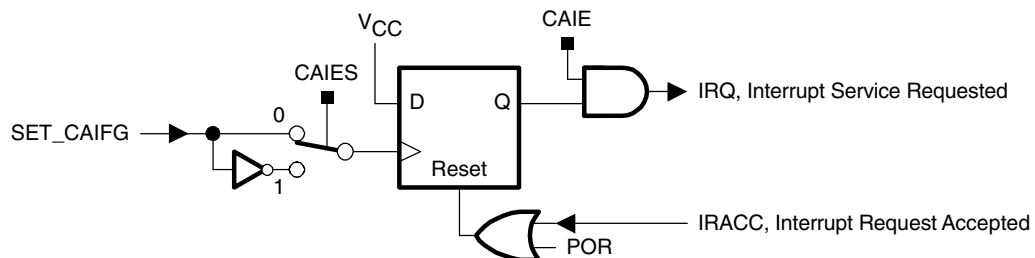 VCC
CAIE
CAIES
D
Q
IRQ, Interrupt Service Requested
0
SET_CAIFG
1
Reset
IRACC, Interrupt Request Accepted
POR